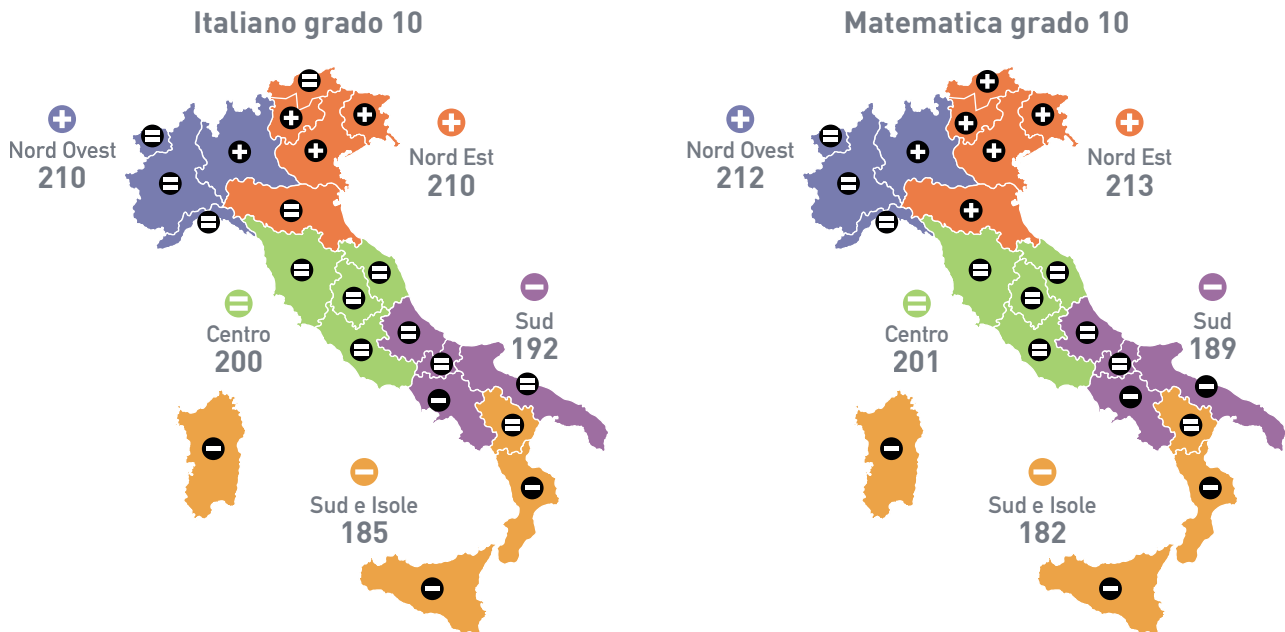 Italiano grado 10
Nord Ovest
210
Nord Est
210
Centro
200
Sud
192
Sud e Isole
185
Matematica grado 10
Nord Ovest
212
Nord Est
213
Centro
201
Sud
189
Sud e Isole
182